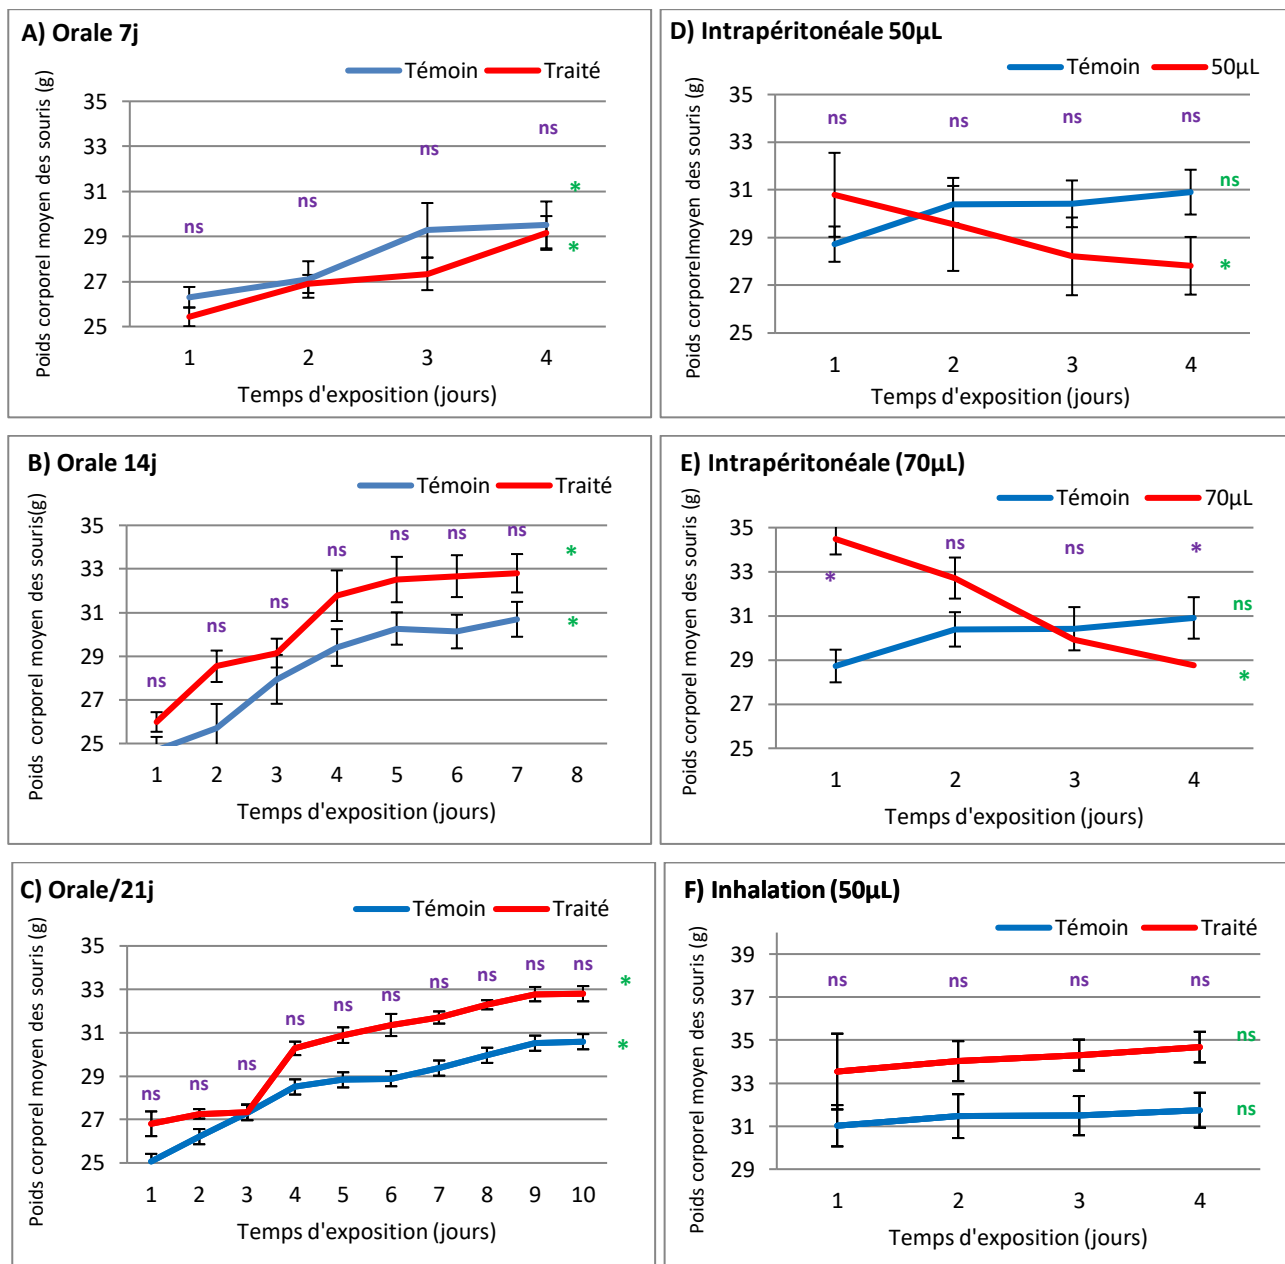 A) Orale 7j
Témoin Traité
Poids corporel moyen des souris (g)
35
33
31
29
27
25
ns ns ns ns
*
*
1 2 3 4
Temps d'exposition (jours)
D) Intrapéritonéale 50µL
Témoin 50µL
Poids corporelmoyen des souris (g)
35
33
31
29
27
25
ns ns ns ns
ns
*
1 2 3 4
Temps d'exposition (jours)
B) Orale 14j
Témoin Traité
Poids corporel moyen des souris(g)
35
33
31
29
27
25
ns ns ns ns ns ns ns
*
*
1 2 3 4 5 6 7 8
Temps d'exposition (jours)
E) Intrapéritonéale (70µL)
Témoin 70µL
Poids corporel moyen des souris (g)
35
33
31
29
27
25
* ns ns *
ns
*
1 2 3 4
Temps d'exposition (jours)
C) Orale/21j
Témoin Traité
Poids corporel moyen des souris (g)
35
33
31
29
27
25
ns ns ns ns ns ns ns ns ns ns
*
*
1 2 3 4 5 6 7 8 9 10
Temps d'exposition (jours)
F) Inhalation (50µL)
Témoin Traité
Poids corporel moyen des souris (g)
39
37
35
33
31
29
ns ns ns ns
ns
ns
1 2 3 4
Temps d'exposition (jours)